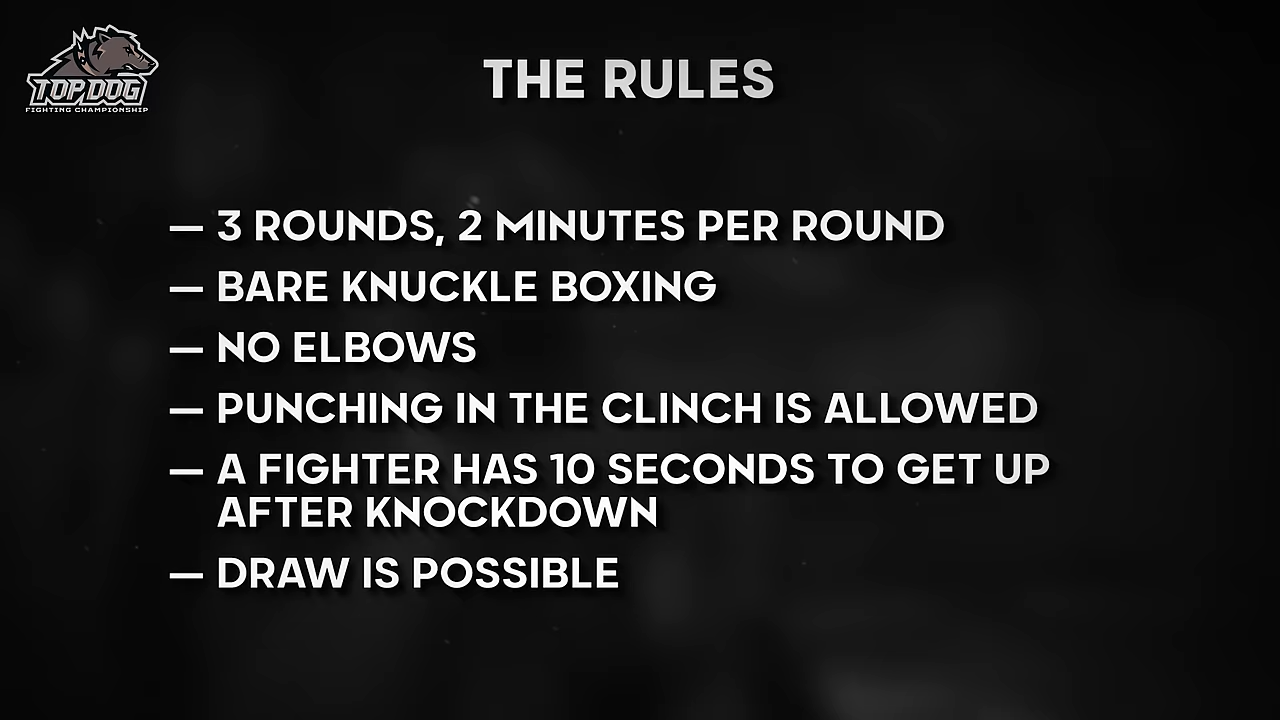 TOP DOG
FIGHTING CHAMPIONSHIP
THE RULES
— 3 ROUNDS, 2 MINUTES PER ROUND
— BARE KNUCKLE BOXING
— NO ELBOWS
— PUNCHING IN THE CLINCH IS ALLOWED
— A FIGHTER HAS 10 SECONDS TO GET UP
AFTER KNOCKDOWN
— DRAW IS POSSIBLE